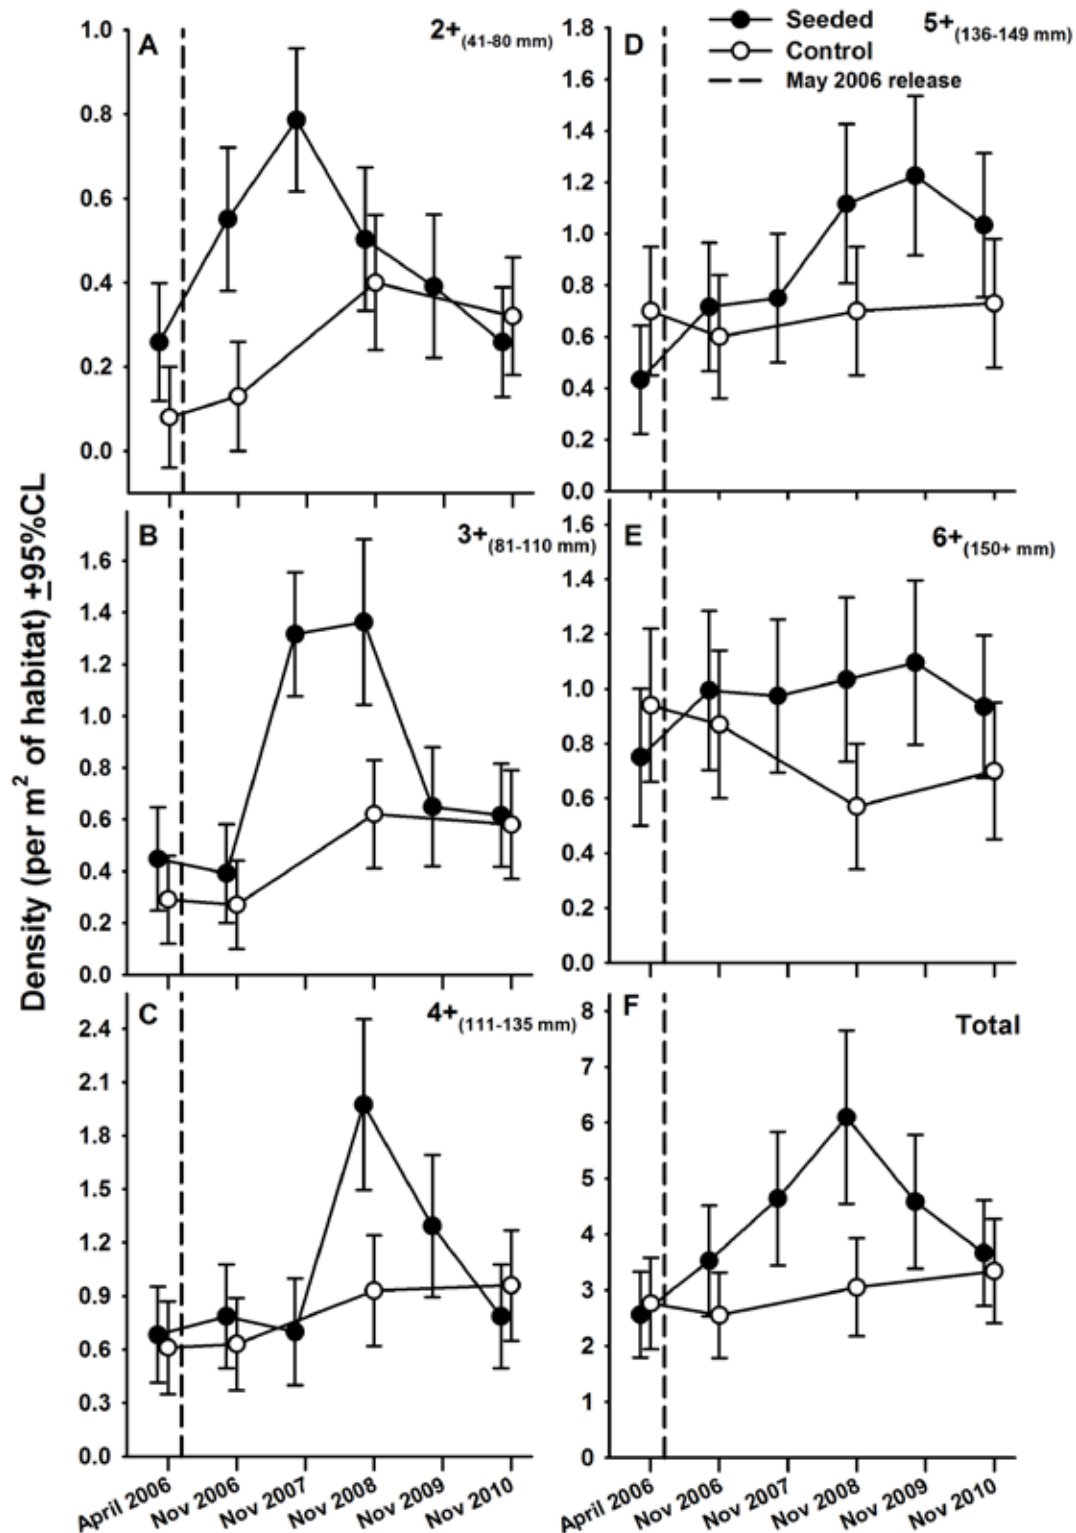 Density (per m² of habitat) ±95%CL
Seeded
Control
May 2006 release
A
2+(41-80 mm)
1.0
0.8
0.6
0.4
0.2
0.0
B
3+(81-110 mm)
1.6
1.4
1.2
1.0
0.8
0.6
0.4
0.2
0.0
C
4+(111-135 mm)
2.4
2.1
1.8
1.5
1.2
0.9
0.6
0.3
0.0
April 2006
Nov 2006
Nov 2007
Nov 2008
Nov 2009
Nov 2010
D
5+(136-149 mm)
1.8
1.6
1.4
1.2
1.0
0.8
0.6
0.4
0.2
0.0
E
6+(150+ mm)
1.6
1.4
1.2
1.0
0.8
0.6
0.4
0.2
0.0
F
Total
8
7
6
5
4
3
2
1
0
April 2006
Nov 2006
Nov 2007
Nov 2008
Nov 2009
Nov 2010